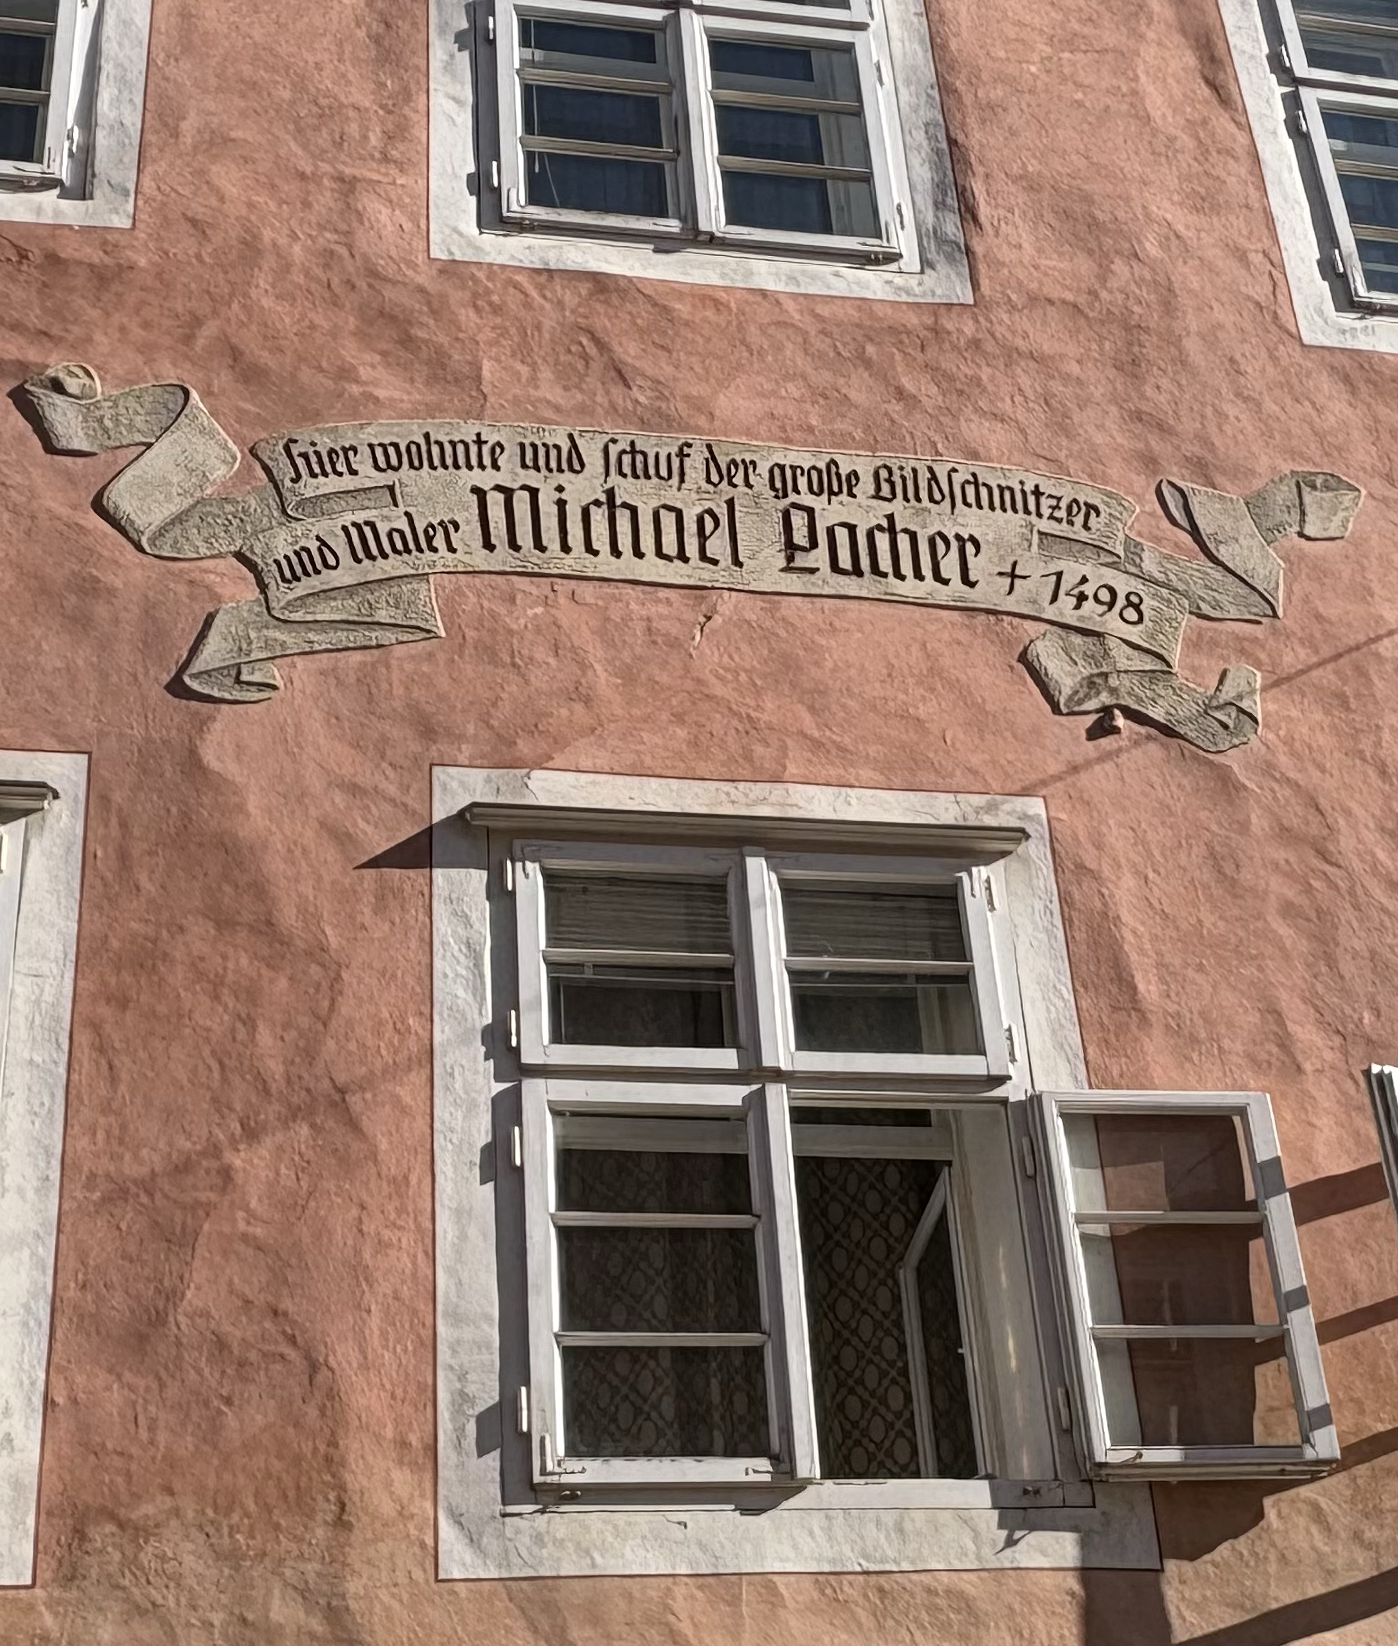 Hier wohnte und ſchuf der große Bildſchnitzer
und Maler Michael Pacher + 1498